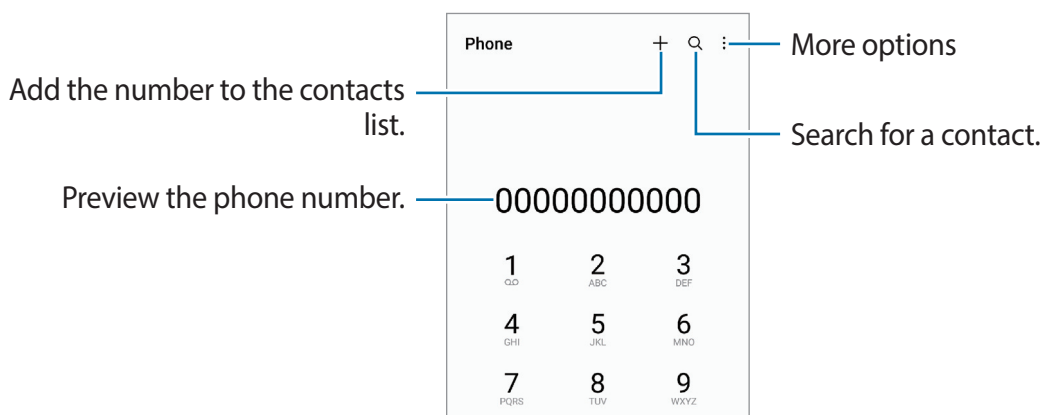 Phone
More options
Add the number to the contacts
list.
Search for a contact.
Preview the phone number.
00000000000
1 2 3
ABC DEF
4 5 6
GHI JKL MNO
7 8 9
PQRS TUV WXYZ